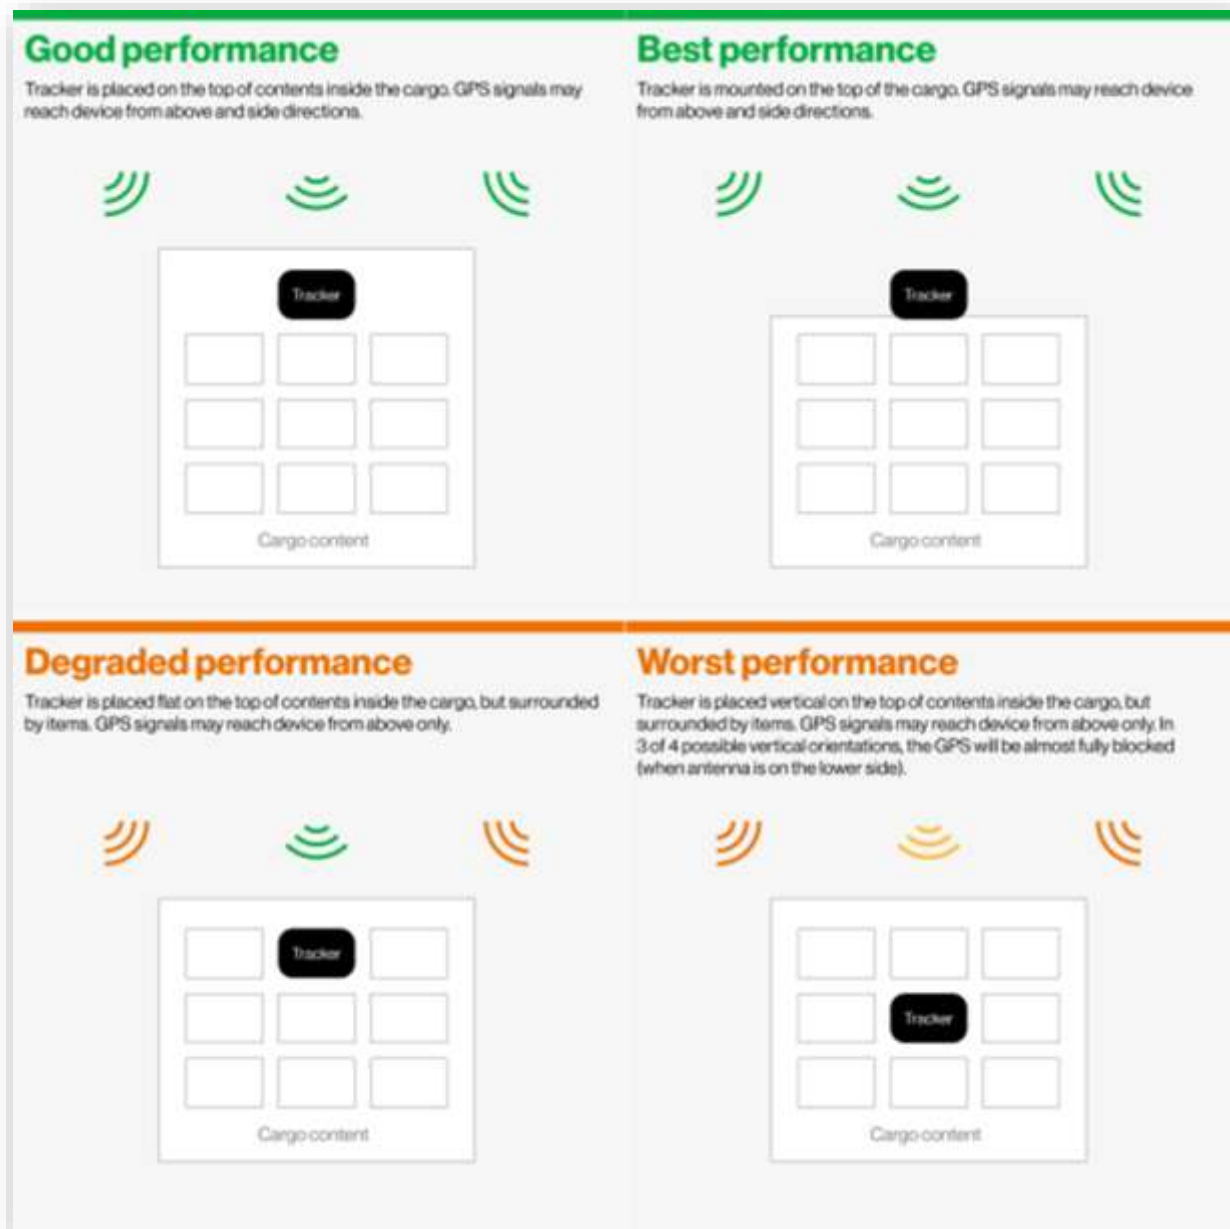 Good performance
Tracker is placed on the top of contents inside the cargo. GPS signals may
reach device from above and side directions.
Tracker
Cargo content
Best performance
Tracker is mounted on the top of the cargo. GPS signals may reach device
from above and side directions.
Tracker
Cargo content
Degraded performance
Tracker is placed flat on the top of contents inside the cargo, but surrounded
by items. GPS signals may reach device from above only.
Tracker
Cargo content
Worst performance
Tracker is placed vertical on the top of contents inside the cargo, but
surrounded by items. GPS signals may reach device from above only. In
3 of 4 possible vertical orientations, the GPS will be almost fully blocked
(when antenna is on the lower side).
Tracker
Cargo content